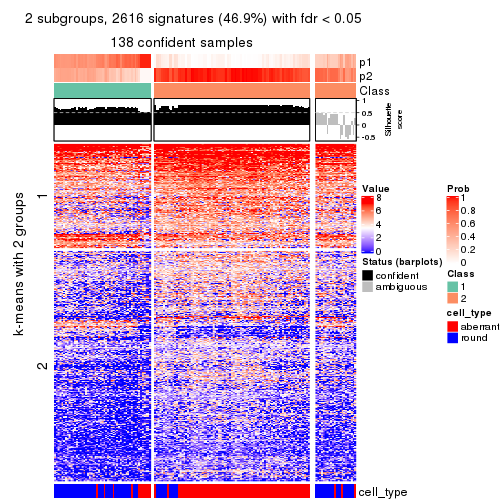 2 subgroups, 2616 signatures (46.9%) with fdr < 0.05
138 confident samples
p1
p2
Class
1
0.5
0
-0.5
Silhouette
score
k-means with 2 groups
1
2
cell_type
Value
8
6
4
2
0
Status (barplots)
confident
ambiguous
Prob
1
0.8
0.6
0.4
0.2
0
Class
1
2
cell_type
aberrant
round